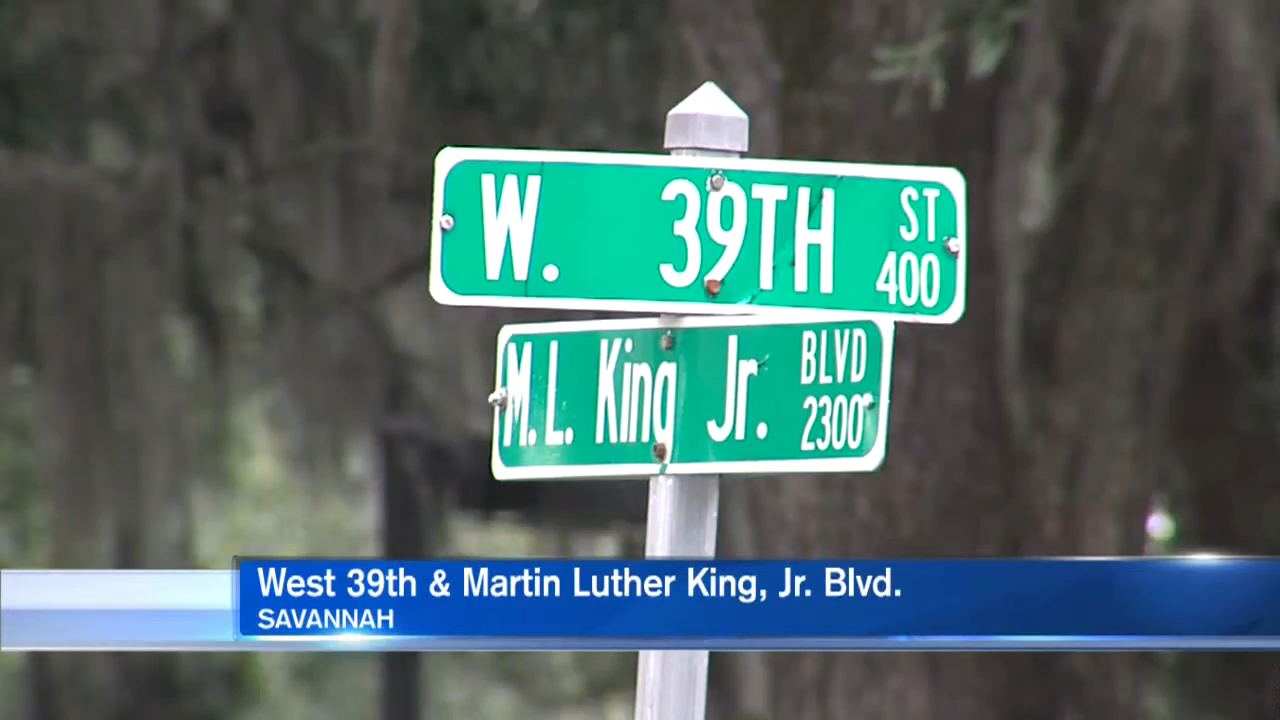 W. 39TH ST 400
M. L. King Jr. BLVD 2300
West 39th & Martin Luther King, Jr. Blvd.
SAVANNAH